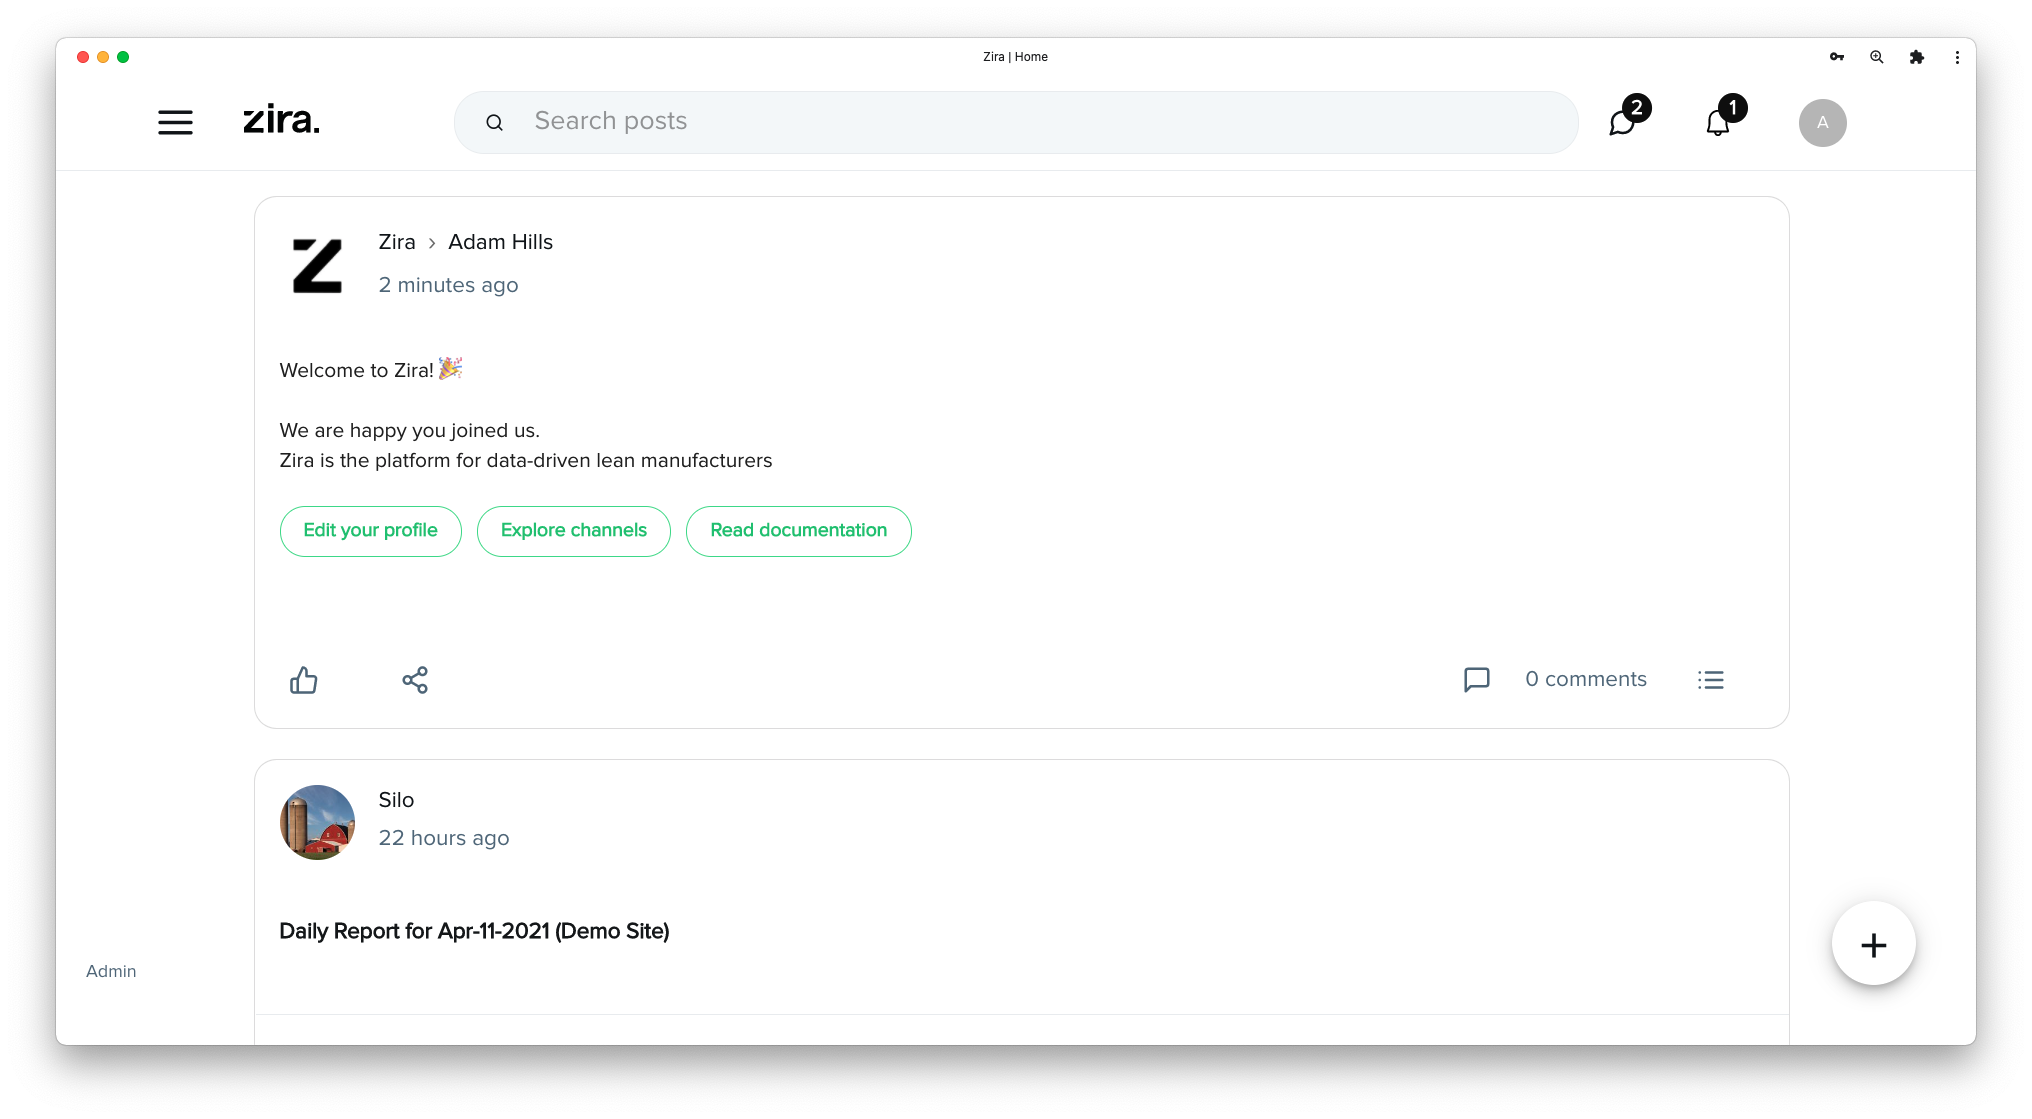 Zira | Home
zira.
Search posts
2
1
A
Zira › Adam Hills
2 minutes ago
Welcome to Zira! 🎉
We are happy you joined us.
Zira is the platform for data-driven lean manufacturers
Edit your profile
Explore channels
Read documentation
0 comments
Silo
22 hours ago
Daily Report for Apr-11-2021 (Demo Site)
Admin